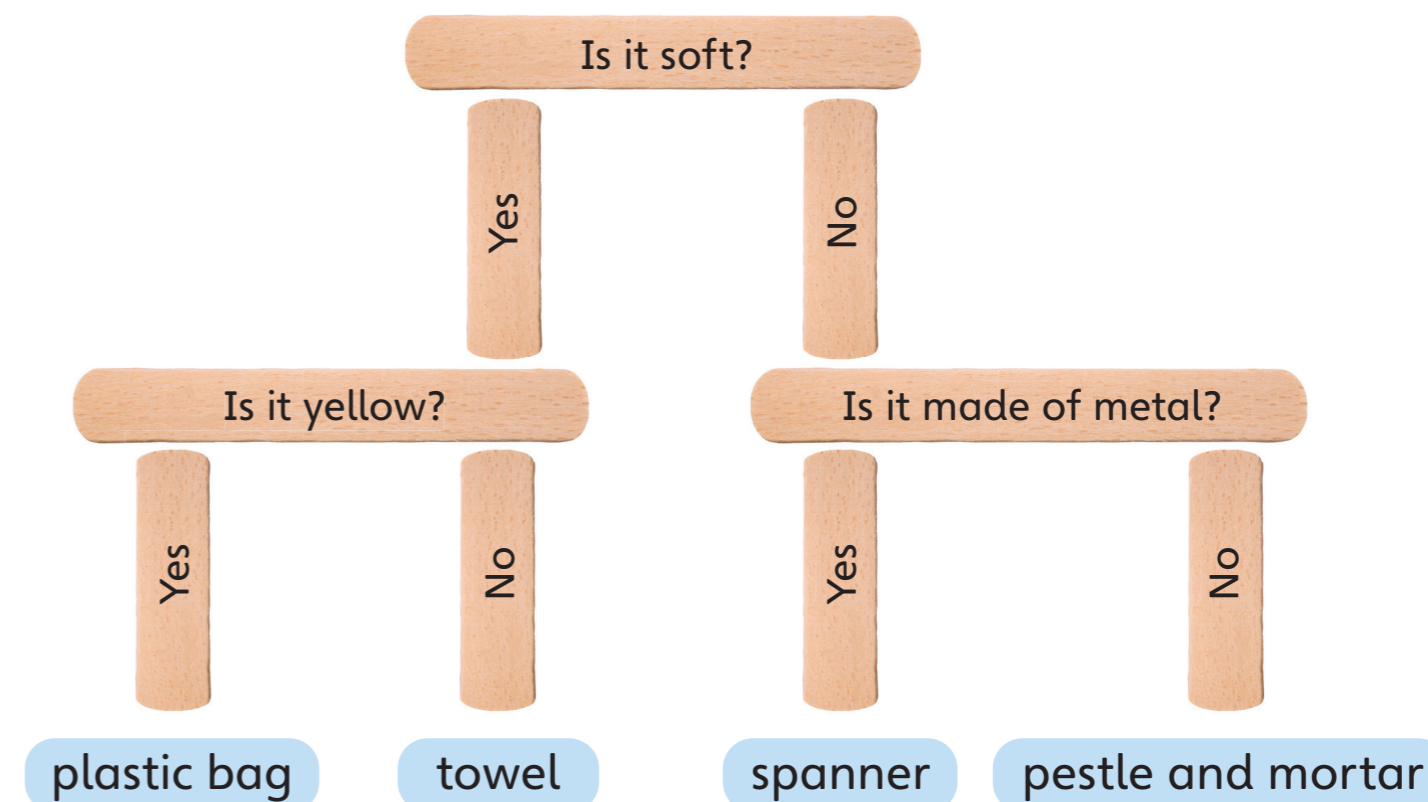 Is it soft?
Yes
No
Is it yellow?
Is it made of metal?
Yes
No
Yes
No
plastic bag
towel
spanner
pestle and mortar